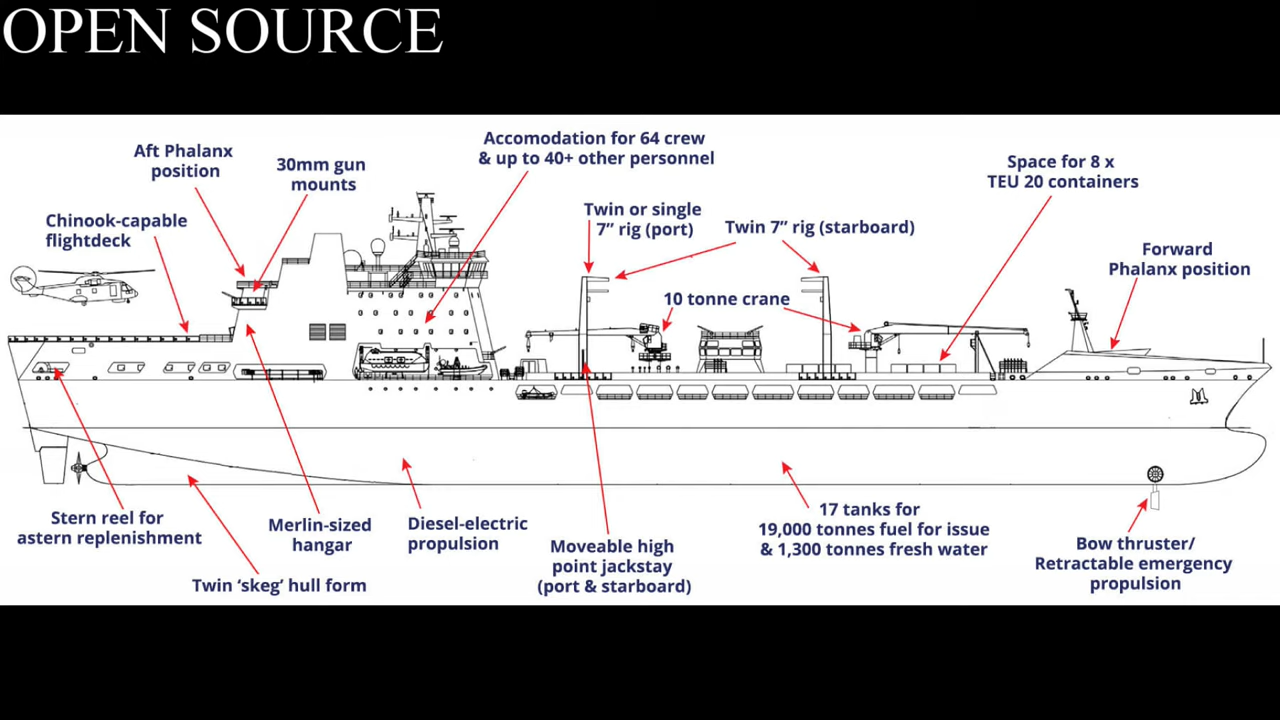 OPEN SOURCE
Accomodation for 64 crew
& up to 40+ other personnel
Aft Phalanx
position
30mm gun
mounts
Space for 8 x
TEU 20 containers
Chinook-capable
flightdeck
Twin or single
7” rig (port)
Twin 7” rig (starboard)
Forward
Phalanx position
10 tonne crane
Stern reel for
astern replenishment
Merlin-sized
hangar
Diesel-electric
propulsion
17 tanks for
19,000 tonnes fuel for issue
& 1,300 tonnes fresh water
Moveable high
point jackstay
(port & starboard)
Bow thruster/
Retractable emergency
propulsion
Twin ‘skeg’ hull form